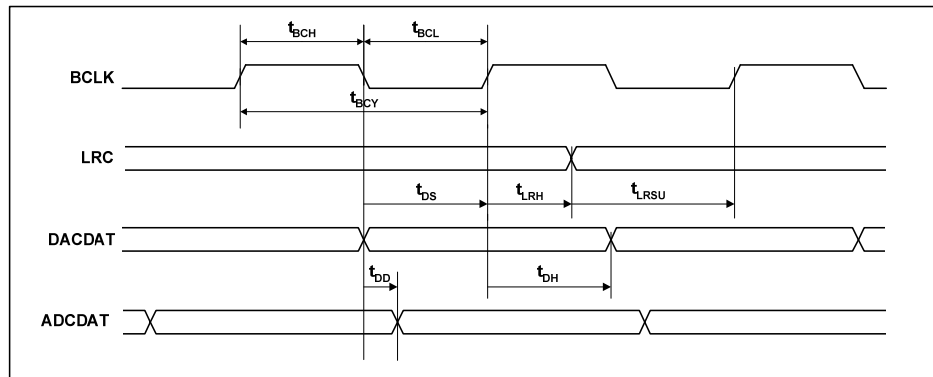 tBCH tBCL
BCLK
tBCY
LRC
tDS tLRH tLRSU
DACDAT
tDD tDH
ADCDAT